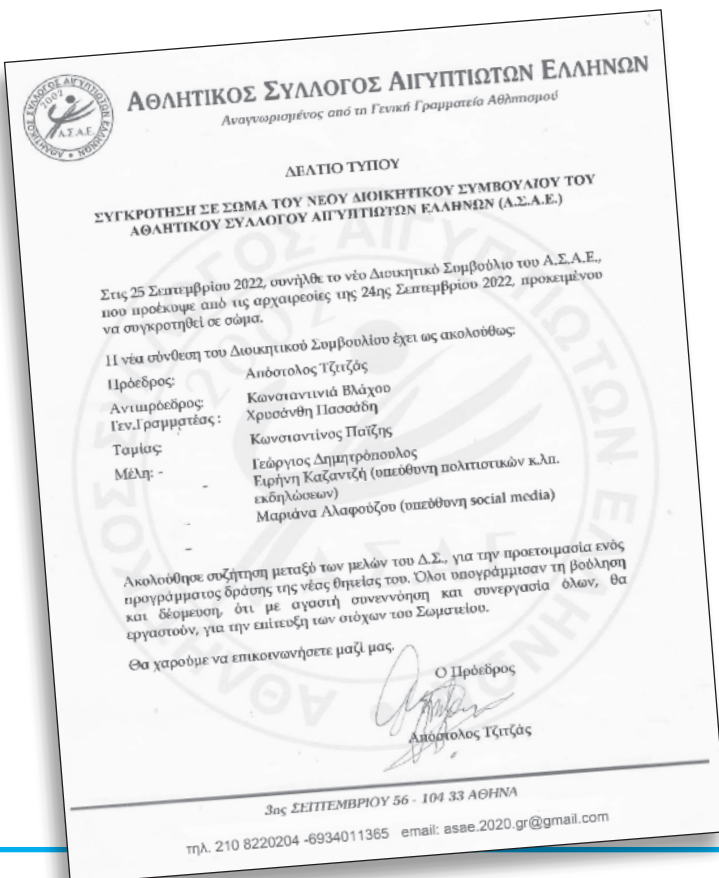 ΑΘΛΗΤΙΚΟΣ ΣΥΛΛΟΓΟΣ ΑΙΓΥΠΤΙΩΤΩΝ ΕΛΛΗΝΩΝ
Αναγνωρισμένος από τη Γενική Γραμματεία Αθλητισμού
2002
Α.Σ.Α.Ε.
ΔΕΛΤΙΟ ΤΥΠΟΥ
ΣΥΓΚΡΟΤΗΣΗ ΣΕ ΣΩΜΑ ΤΟΥ ΝΕΟΥ ΔΙΟΙΚΗΤΙΚΟΥ ΣΥΜΒΟΥΛΙΟΥ ΤΟΥ
ΑΘΛΗΤΙΚΟΥ ΣΥΛΛΟΓΟΥ ΑΙΓΥΠΤΙΩΤΩΝ ΕΛΛΗΝΩΝ (Α.Σ.Α.Ε.)
Στις 25 Σεπτεμβρίου 2022, συνήλθε το νέο Διοικητικό Συμβούλιο του Α.Σ.Α.Ε.,
που προέκυψε από τις αρχαιρεσίες της 24ης Σεπτεμβρίου 2022, προκειμένου
να συγκροτηθεί σε σώμα.
Η νέα σύνθεση του Διοικητικού Συμβουλίου έχει ως ακολούθως:
Πρόεδρος: Απόστολος Τζιτζάς
Αντιπρόεδρος: Κωνσταντινιά Βλάχου
Γεν.Γραμματέας : Χρυσάνθη Πασσάδη
Ταμίας: Κωνσταντίνος Παΐζης
Μέλη: - Γεώργιος Δημητρόπουλος
- Ειρήνη Καζαντζή (υπεύθυνη πολιτιστικών κ.λπ.
εκδηλώσεων)
- Μαριάνα Αλαφούζου (υπεύθυνη social media)
-
Ακολούθησε συζήτηση μεταξύ των μελών του Δ.Σ., για την προετοιμασία ενός
προγράμματος δράσης της νέας θητείας του. Όλοι υπογράμμισαν τη βούληση
και δέσμευση, ότι με αγαστή συνεννόηση και συνεργασία όλων, θα
εργαστούν, για την επίτευξη των στόχων του Σωματείου.
Θα χαρούμε να επικοινωνήσετε μαζί μας.
Ο Πρόεδρος
Απόστολος Τζιτζάς
3ης ΣΕΠΤΕΜΒΡΙΟΥ 56 - 104 33 ΑΘΗΝΑ
τηλ. 210 8220204 -6934011365 email: asae.2020.gr@gmail.com